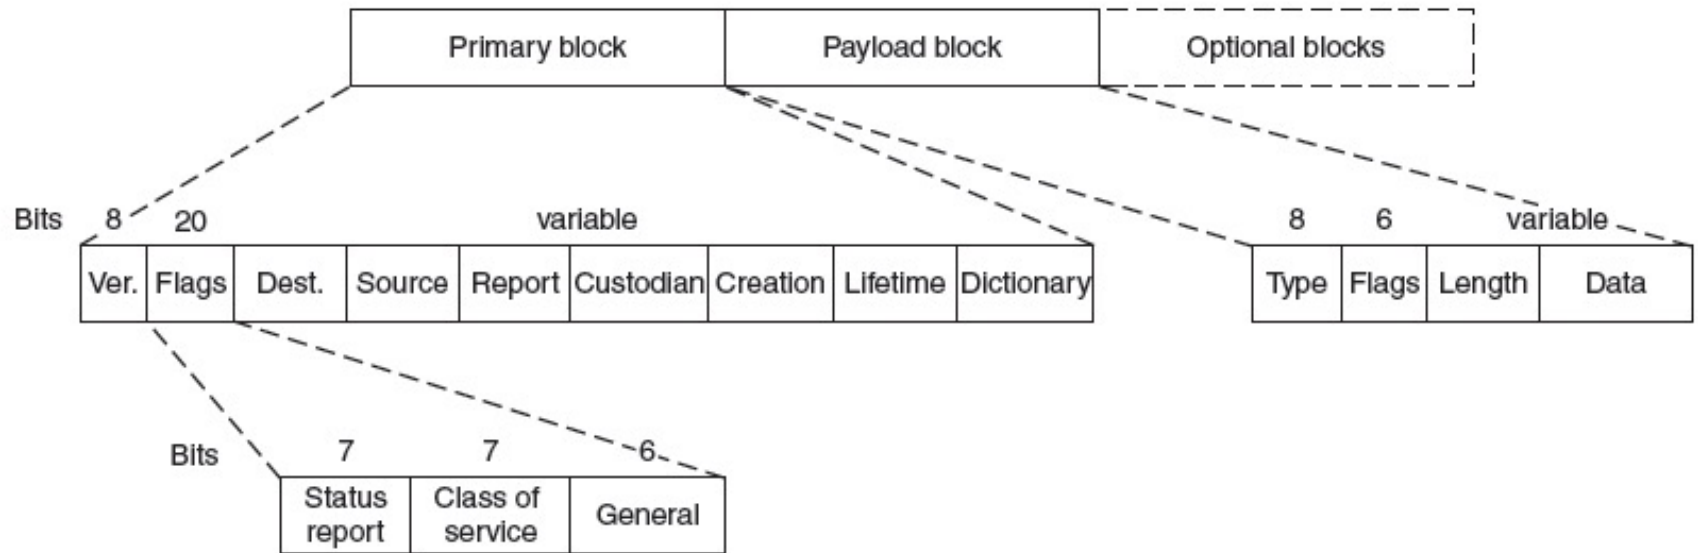 Primary block Payload block Optional blocks
Bits 8 20 variable 8 6 variable
Ver. Flags Dest. Source Report Custodian Creation Lifetime Dictionary Type Flags Length Data
Bits 7 7 6
Status report Class of service General